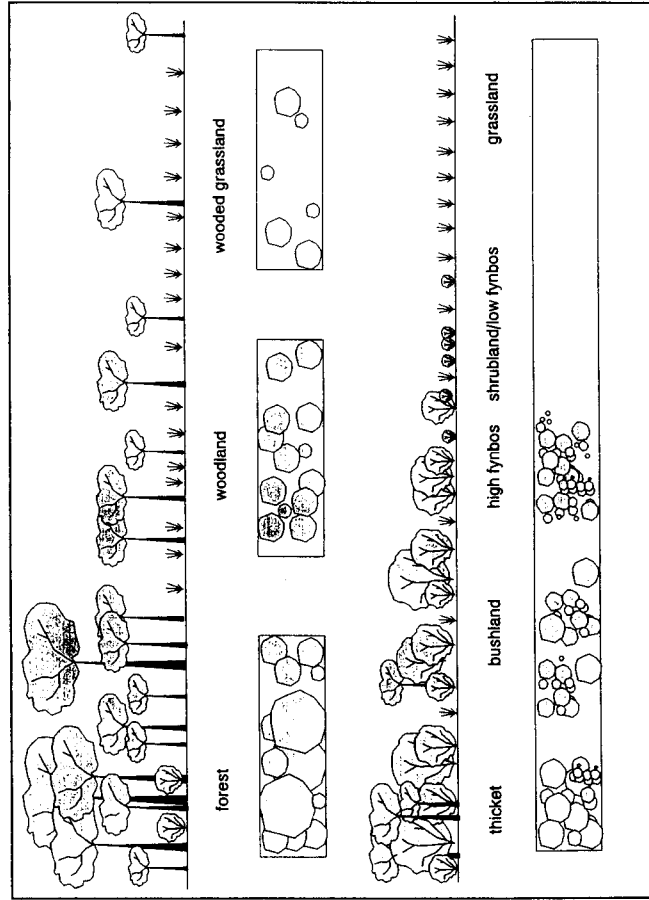 forest
woodland
wooded grassland
thicket
bushland
high fynbos
shrubland/low fynbos
grassland